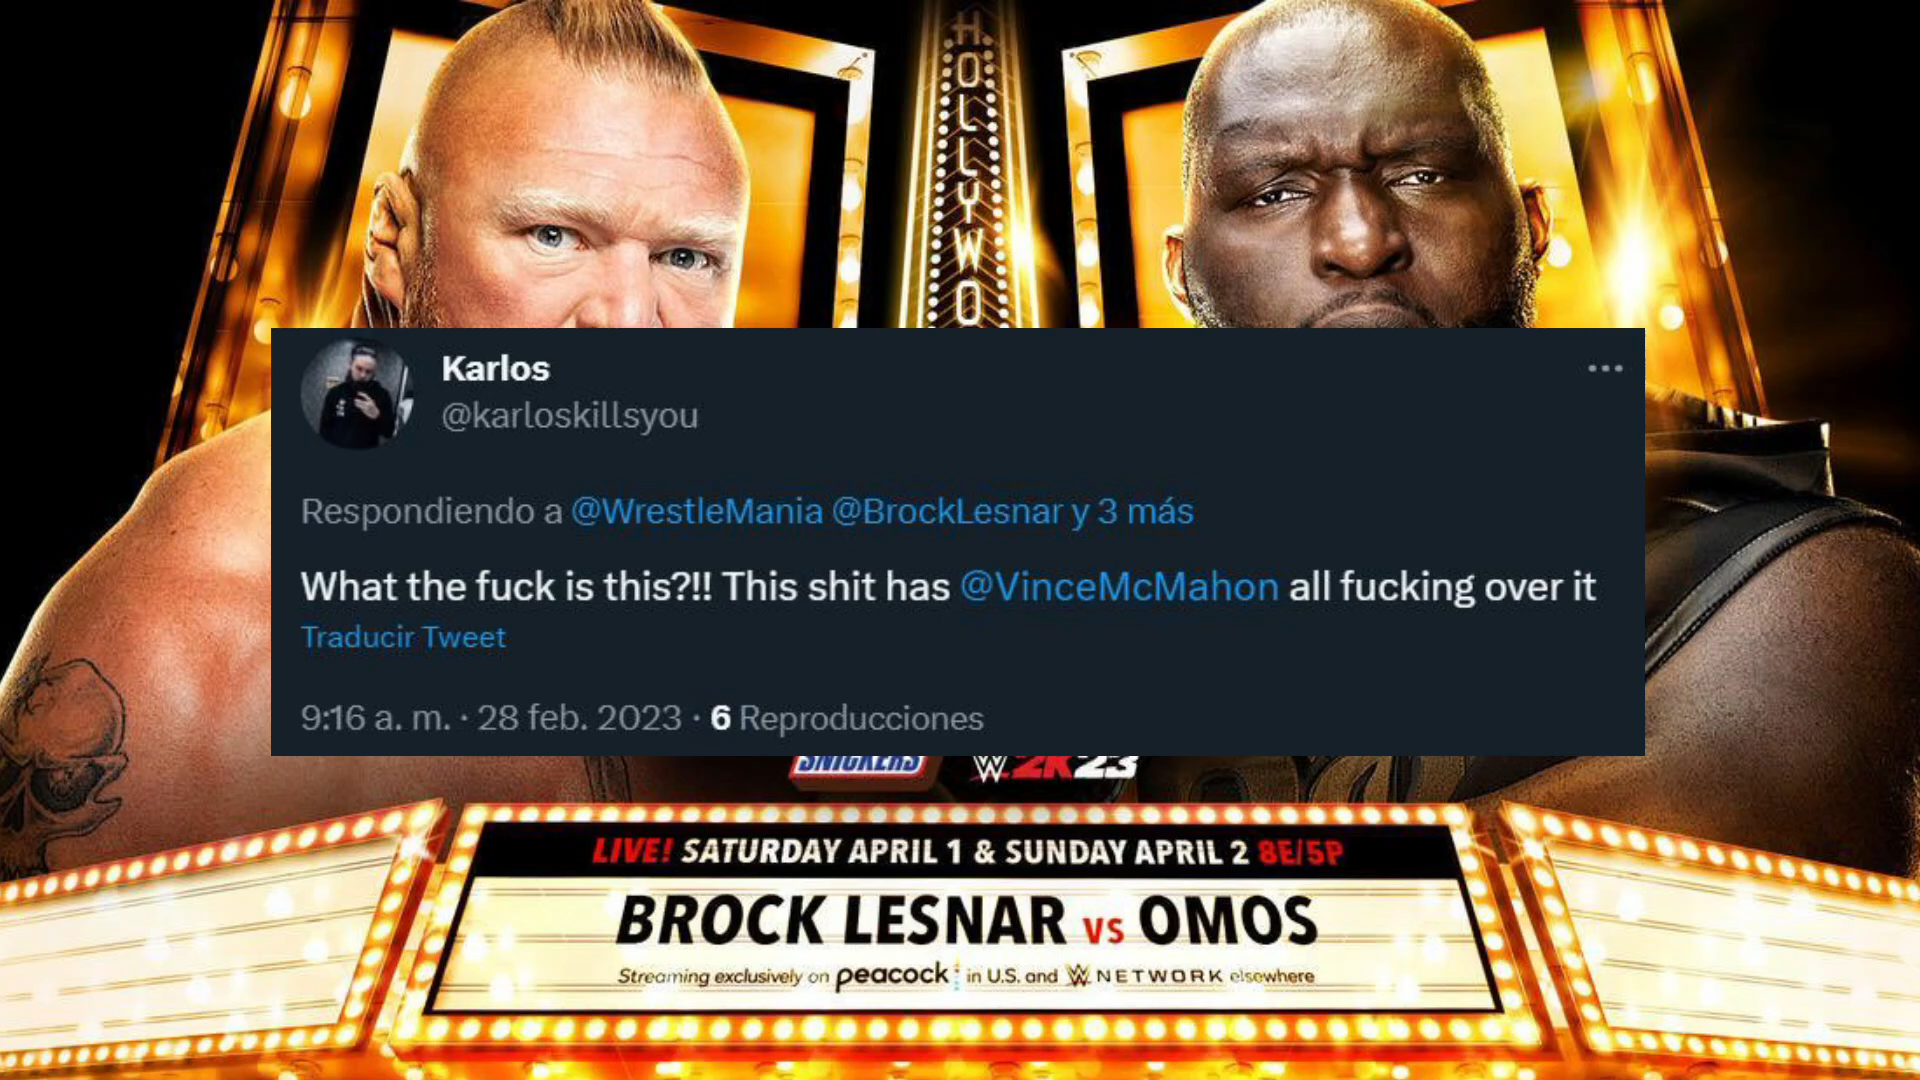 HOLLYWO
Karlos
@karloskillsyou
Respondiendo a @WrestleMania @BrockLesnar y 3 más
What the fuck is this?!! This shit has @VinceMcMahon all fucking over it
Traducir Tweet
9:16 a. m. · 28 feb. 2023 · 6 Reproducciones
SNICKERS W 2K23
LIVE! SATURDAY APRIL 1 & SUNDAY APRIL 2 8E/5P
BROCK LESNAR VS OMOS
Streaming exclusively on peacock in U.S. and W NETWORK elsewhere